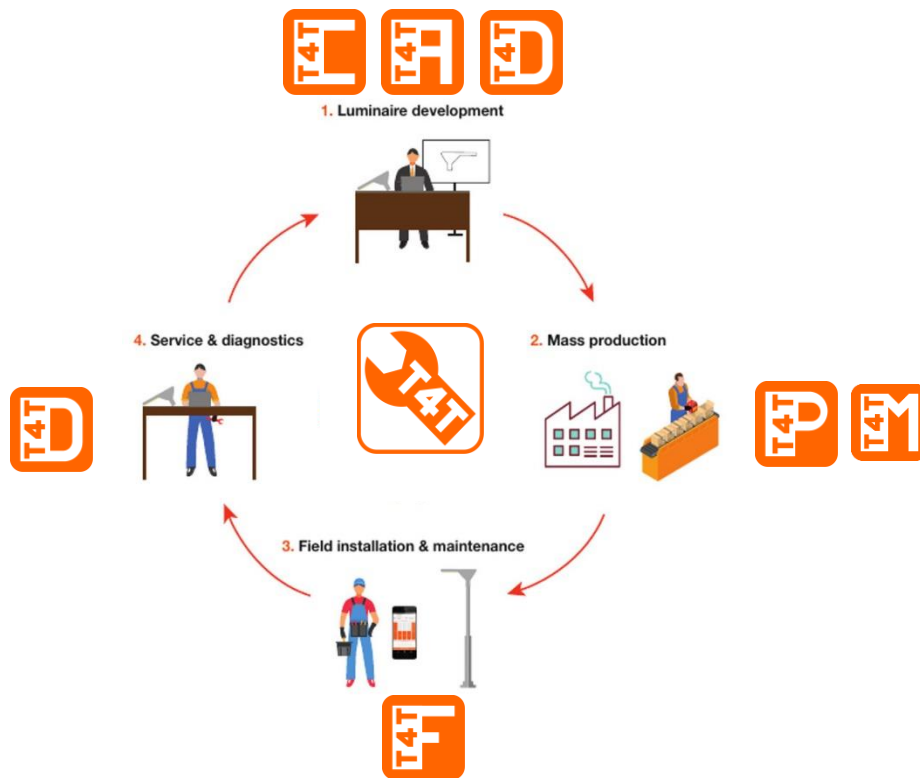 T4T C
T4T A
T4T D
1. Luminaire development
4. Service & diagnostics
T4T
2. Mass production
T4T D
T4T P
T4T M
3. Field installation & maintenance
T4T F